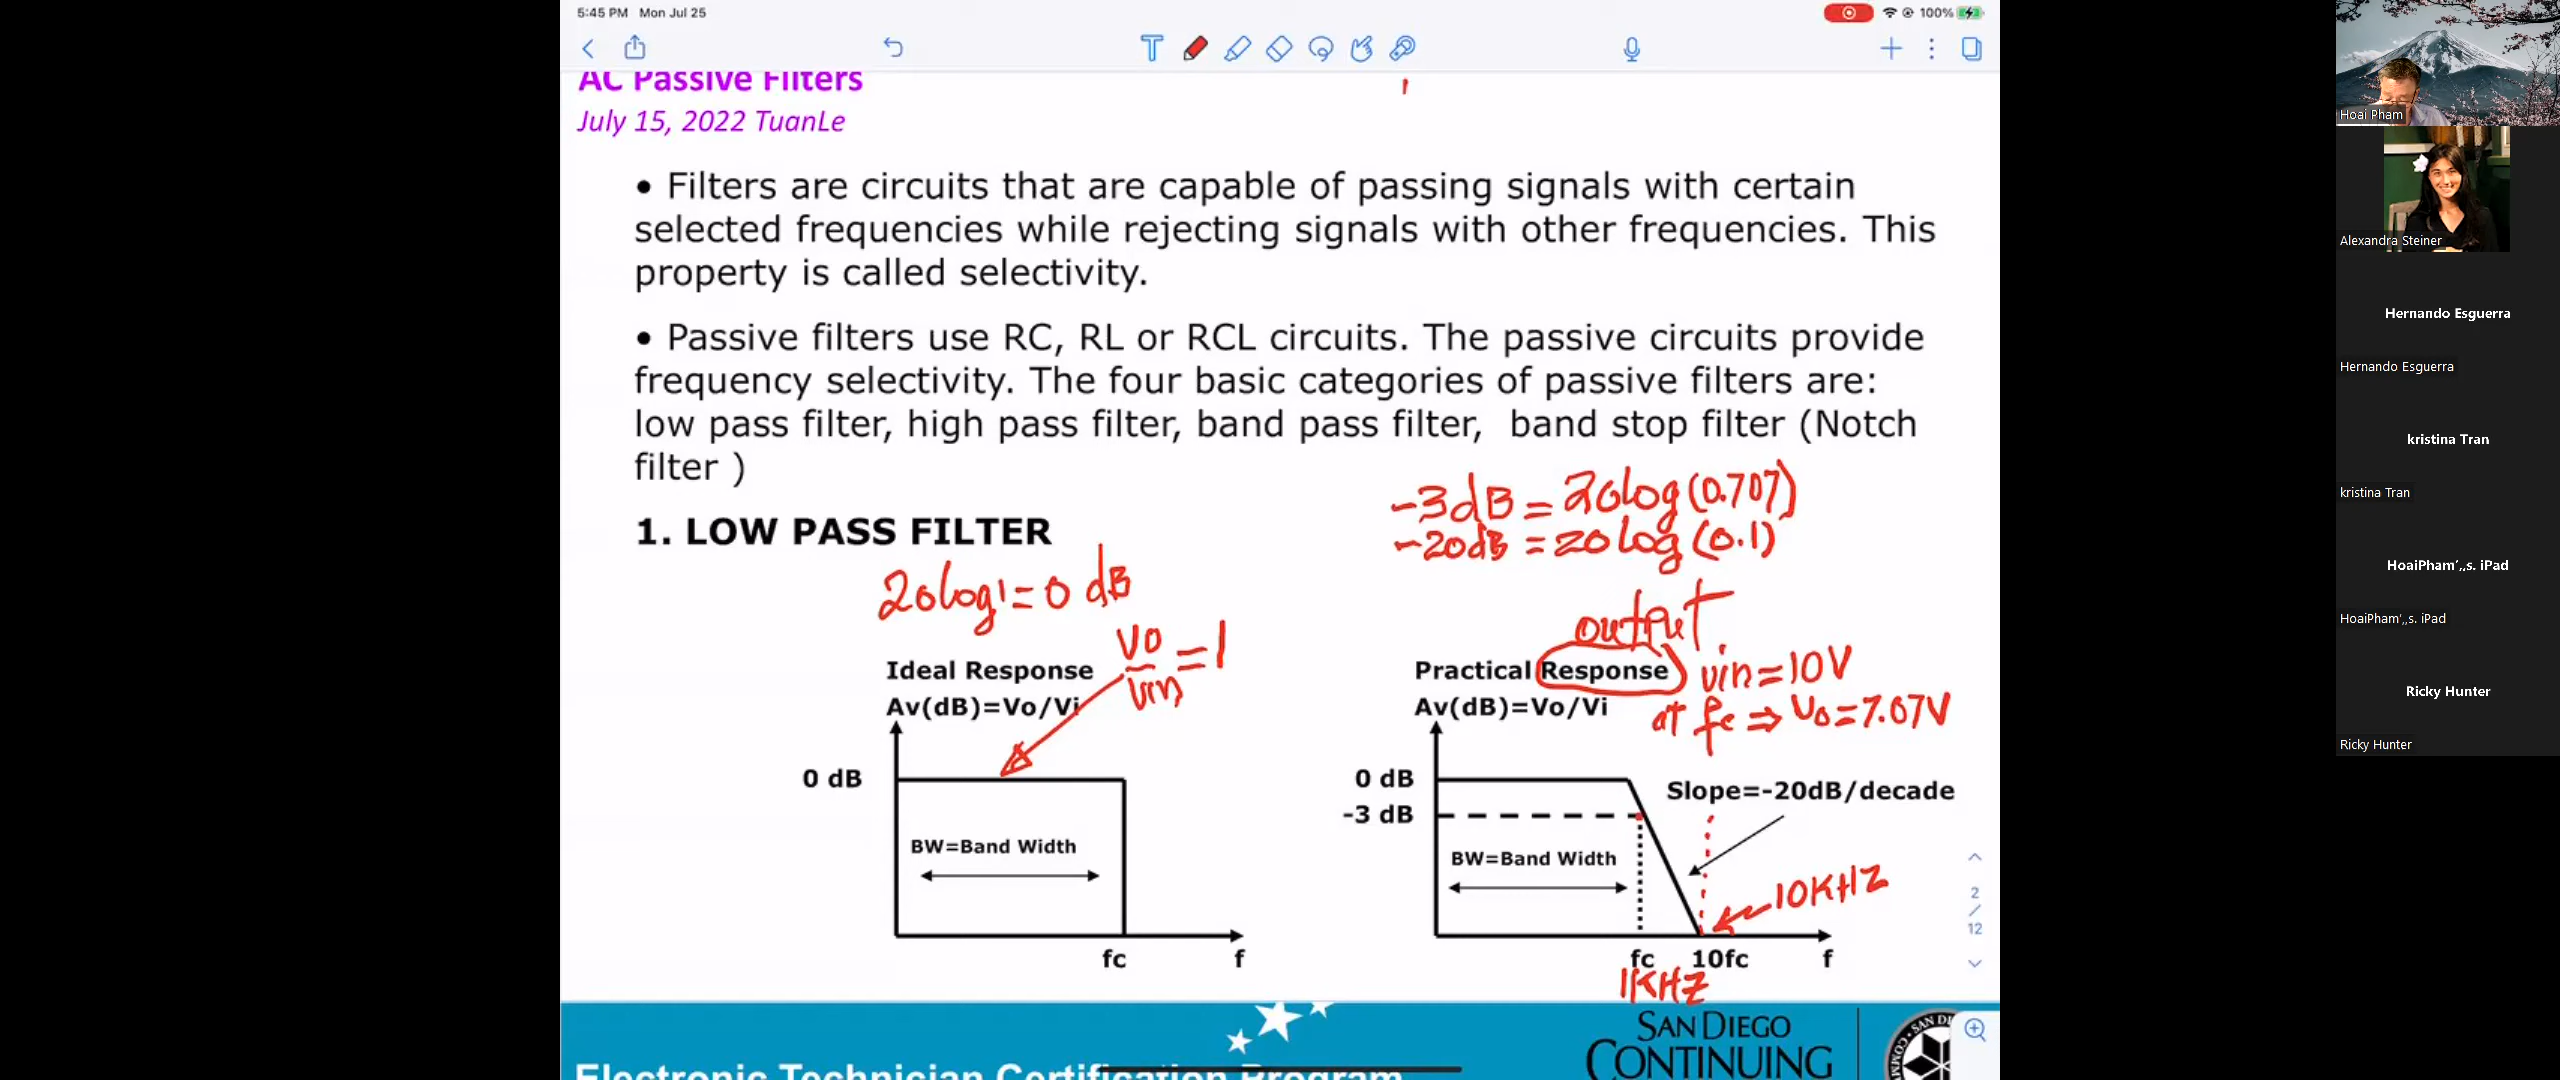 5:45 PM Mon Jul 25
100%
AC Passive Filters
July 15, 2022 TuanLe
• Filters are circuits that are capable of passing signals with certain
selected frequencies while rejecting signals with other frequencies. This
property is called selectivity.
• Passive filters use RC, RL or RCL circuits. The passive circuits provide
frequency selectivity. The four basic categories of passive filters are:
low pass filter, high pass filter, band pass filter, band stop filter (Notch
filter )
-3dB = 20log(0.707)
-20dB = 20log(0.1)
1. LOW PASS FILTER
20log1 = 0 dB
Vo/Vin = 1
Ideal Response
Av(dB)=Vo/Vi
0 dB
BW=Band Width
fc
f
output
Practical Response
vin = 10V
Av(dB)=Vo/Vi
at fc ⇒ Vo = 7.07V
0 dB
-3 dB
Slope=-20dB/decade
BW=Band Width
10KHZ
fc 10fc f
1KHZ
2
/
12
SAN DIEGO
CONTINUING
Electronic Technician Certification Program
Hoai Pham
Alexandra Steiner
Hernando Esguerra
Hernando Esguerra
kristina Tran
kristina Tran
HoaiPham’,,s. iPad
HoaiPham’,,s. iPad
Ricky Hunter
Ricky Hunter